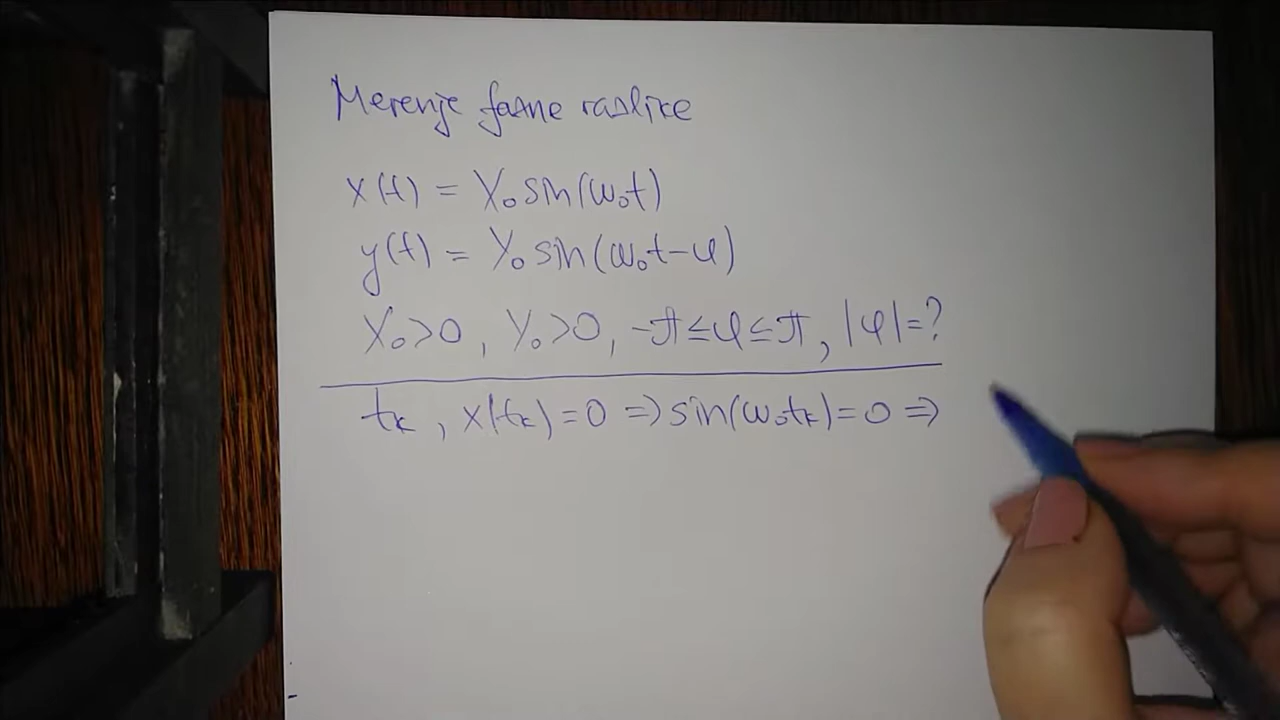 Merenje fazne razlike
x(t) = X₀ sin(ω₀t)
y(t) = Y₀ sin(ω₀t-φ)
X₀>0, Y₀>0, -π≤φ≤π, |φ|=?
tₖ, x(tₖ)=0 ⇒ sin(ω₀tₖ)=0 ⇒